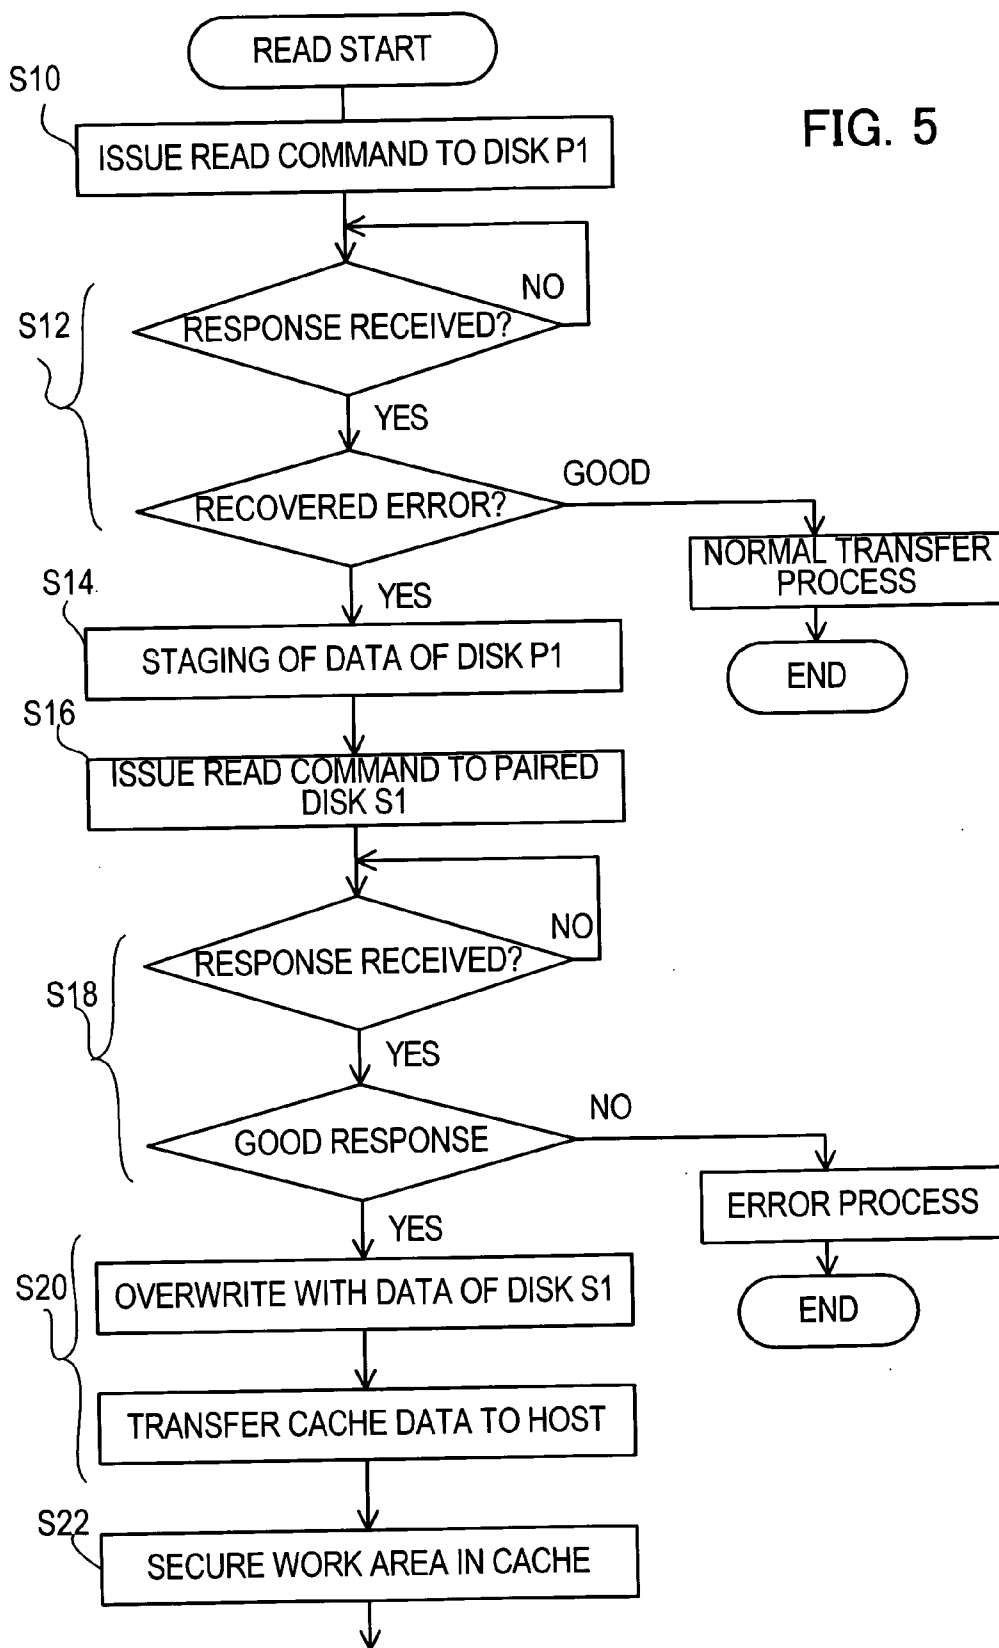 READ START
S10
FIG. 5
ISSUE READ COMMAND TO DISK P1
NO
S12
RESPONSE RECEIVED?
YES
GOOD
RECOVERED ERROR?
NORMAL TRANSFER
PROCESS
S14
YES
STAGING OF DATA OF DISK P1
END
S16
ISSUE READ COMMAND TO PAIRED
DISK S1
NO
RESPONSE RECEIVED?
S18
YES
NO
GOOD RESPONSE
ERROR PROCESS
YES
S20
OVERWRITE WITH DATA OF DISK S1
END
TRANSFER CACHE DATA TO HOST
S22
SECURE WORK AREA IN CACHE